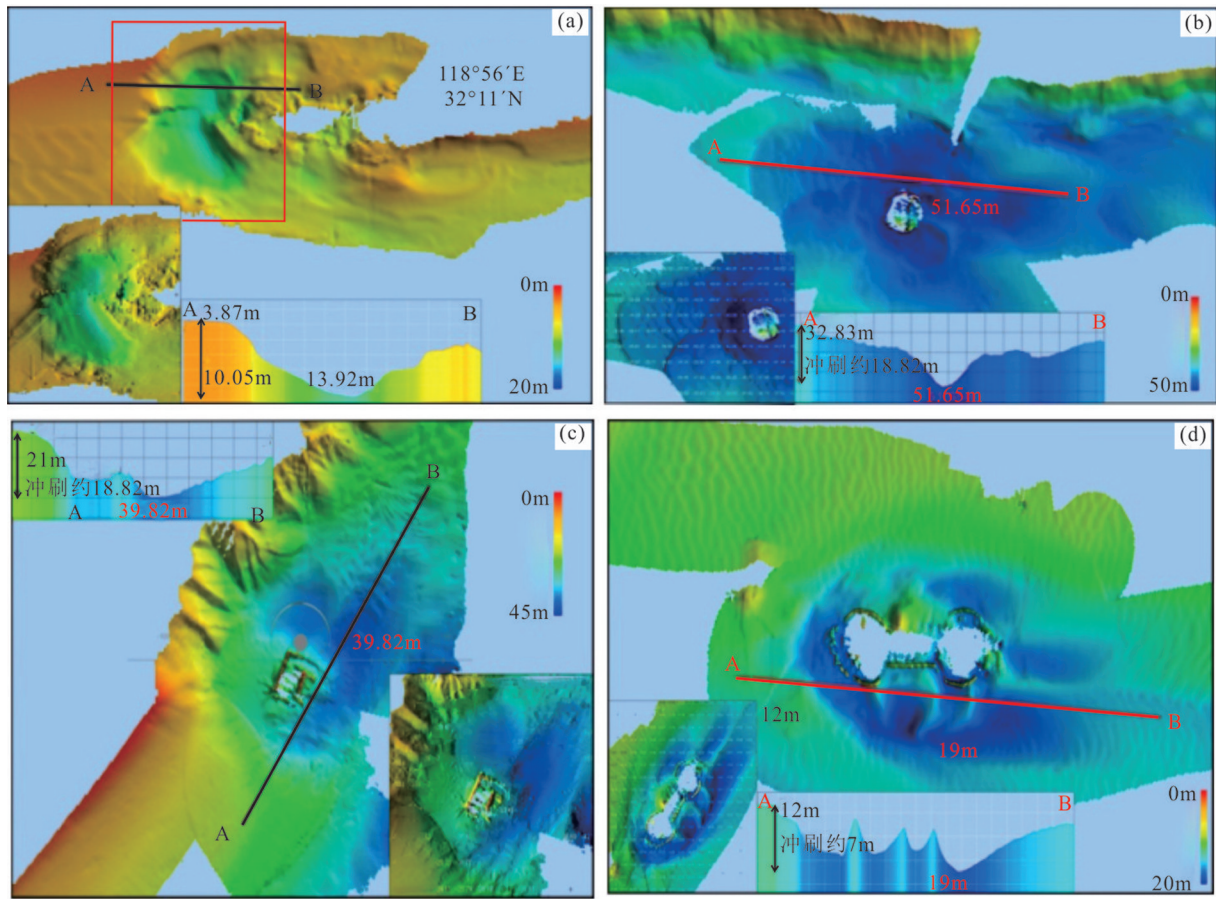 (a)
A
B
118°56′E
32°11′N
0m
20m
A
3.87m
B
10.05m
13.92m
(b)
A
B
51.65m
0m
50m
A
32.83m
B
冲刷约18.82m
51.65m
(c)
21m
冲刷约18.82m
39.82m
A
B
B
0m
45m
39.82m
A
(d)
A
B
12m
19m
0m
20m
A
12m
B
冲刷约7m
19m